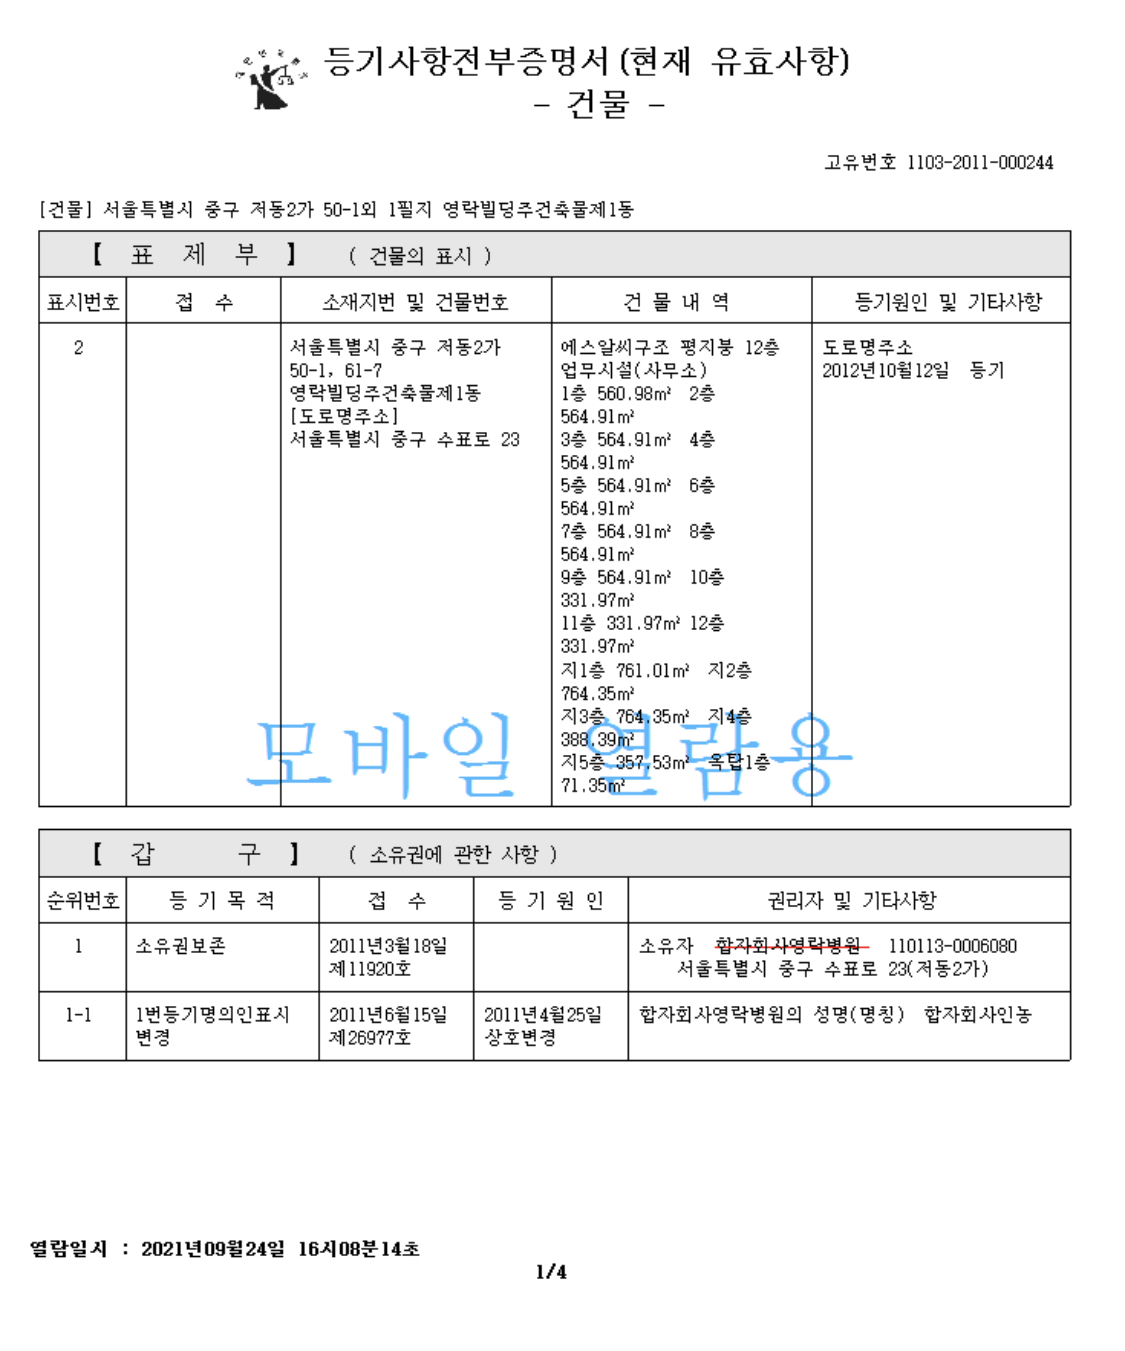 등기사항전부증명서(현재 유효사항)
- 건물 -
고유번호 1103-2011-000244
[건물] 서울특별시 중구 저동2가 50-1외 1필지 영락빌딩주건축물제1동
【 표 제 부 】 ( 건물의 표시 )
표시번호 접 수 소재지번 및 건물번호 건 물 내 역 등기원인 및 기타사항
2 서울특별시 중구 저동2가 에스알씨구조 평지붕 12층 도로명주소
50-1, 61-7 업무시설(사무소) 2012년10월12일 등기
영락빌딩주건축물제1동 1층 560.98㎡ 2층
[도로명주소] 564.91㎡
서울특별시 중구 수표로 23 3층 564.91㎡ 4층
564.91㎡
5층 564.91㎡ 6층
564.91㎡
7층 564.91㎡ 8층
564.91㎡
9층 564.91㎡ 10층
331.97㎡
11층 331.97㎡ 12층
331.97㎡
지1층 761.01㎡ 지2층
764.35㎡
지3층 764.35㎡ 지4층
388.39㎡
지5층 357.53㎡ 옥탑1층
71.35㎡
모바일 열람용
【 갑 구 】 ( 소유권에 관한 사항 )
순위번호 등 기 목 적 접 수 등 기 원 인 권리자 및 기타사항
1 소유권보존 2011년3월18일 소유자 합자회사영락병원 110113-0006080
제11920호 서울특별시 중구 수표로 23(저동2가)
1-1 1번등기명의인표시 2011년6월15일 2011년4월25일 합자회사영락병원의 성명(명칭) 합자회사인농
변경 제26977호 상호변경
열람일시 : 2021년09월24일 16시08분14초
1/4